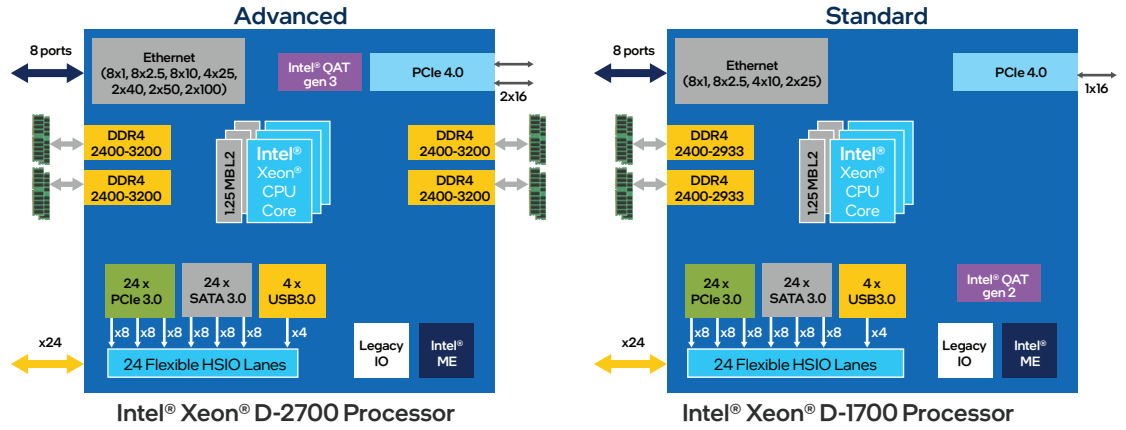 Advanced
8 ports
Ethernet
(8x1, 8x2.5, 8x10, 4x25,
2x40, 2x50, 2x100)
Intel® QAT
gen 3
PCIe 4.0
2x16
DDR4
2400-3200
DDR4
2400-3200
1.25 MB L2
Intel®
Xeon®
CPU
Core
DDR4
2400-3200
DDR4
2400-3200
24 x
PCIe 3.0
24 x
SATA 3.0
4 x
USB3.0
x8
x8
x8
x8
x8
x8
x4
x24
24 Flexible HSIO Lanes
Legacy
IO
Intel®
ME
Intel® Xeon® D-2700 Processor
Standard
8 ports
Ethernet
(8x1, 8x2.5, 4x10, 2x25)
PCIe 4.0
1x16
DDR4
2400-2933
DDR4
2400-2933
1.25 MB L2
Intel®
Xeon®
CPU
Core
24 x
PCIe 3.0
24 x
SATA 3.0
4 x
USB3.0
Intel® QAT
gen 2
x8
x8
x8
x8
x8
x8
x4
x24
24 Flexible HSIO Lanes
Legacy
IO
Intel®
ME
Intel® Xeon® D-1700 Processor